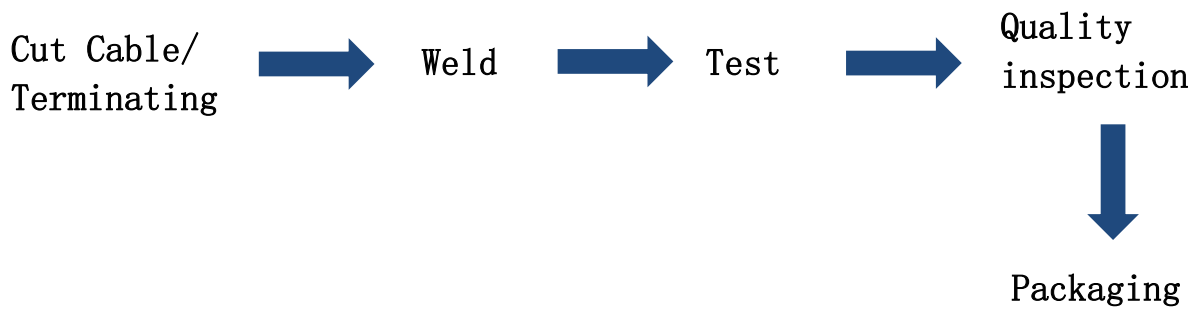 Cut Cable/
Terminating
Weld
Test
Quality
inspection
Packaging